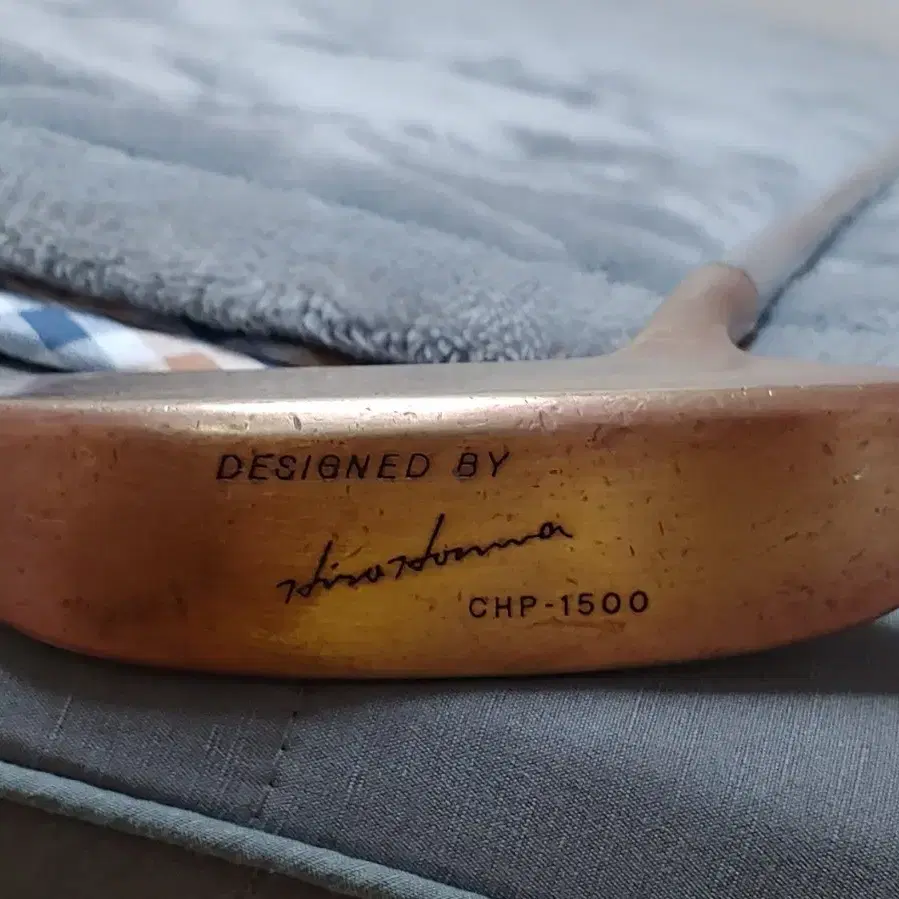 DESIGNED BY
Hiro Honma
CHP-1500